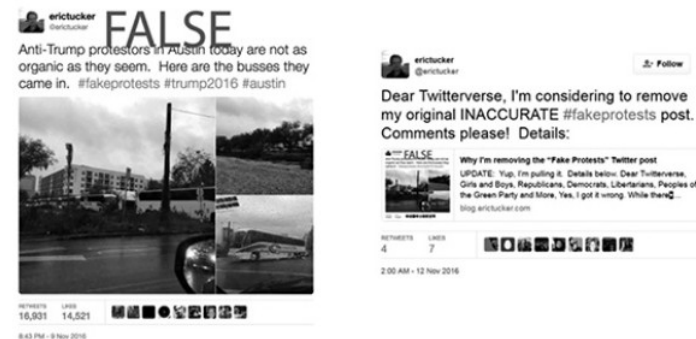 FALSE
erictucker
@erictucker
Anti-Trump protestors in Austin today are not as
organic as they seem. Here are the busses they
came in. #fakeprotests #trump2016 #austin
RETWEETS LIKES
16,931 14,521
8:43 PM - 9 Nov 2016
erictucker
@erictucker
Follow
Dear Twitterverse, I'm considering to remove
my original INACCURATE #fakeprotests post.
Comments please! Details:
FALSE
Why I'm removing the "Fake Protests" Twitter post
UPDATE: Yup, I'm pulling it. Details below. Dear Twitterverse,
Girls and Boys, Republicans, Democrats, Libertarians, Peoples of
the Green Party and More, Yes, I got it wrong. While there...
blog.erictucker.com
RETWEETS LIKES
4 7
2:00 AM - 12 Nov 2016